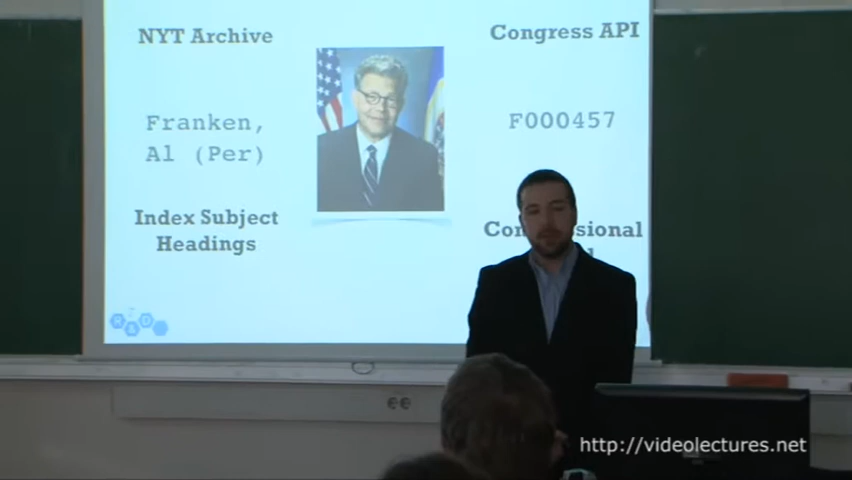 NYT Archive
Congress API
Franken,
Al (Per)
F000457
Index Subject
Headings
http://videolectures.net